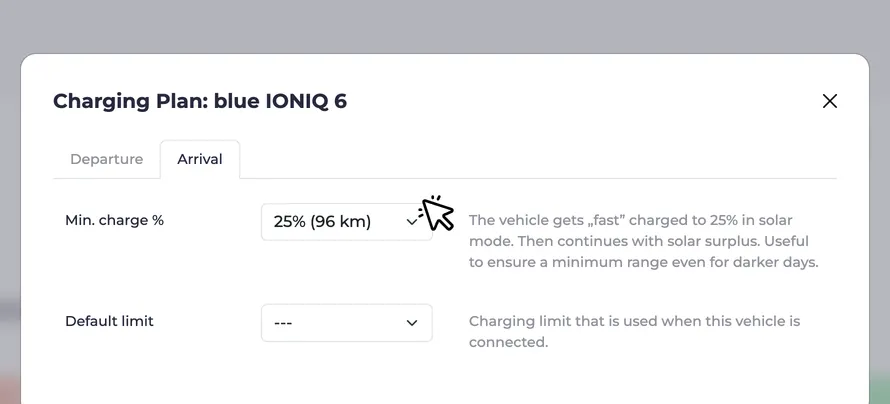 Charging Plan: blue IONIQ 6
Departure
Arrival
Min. charge %
25% (96 km)
The vehicle gets „fast” charged to 25% in solar
mode. Then continues with solar surplus. Useful
to ensure a minimum range even for darker days.
Default limit
---
Charging limit that is used when this vehicle is
connected.